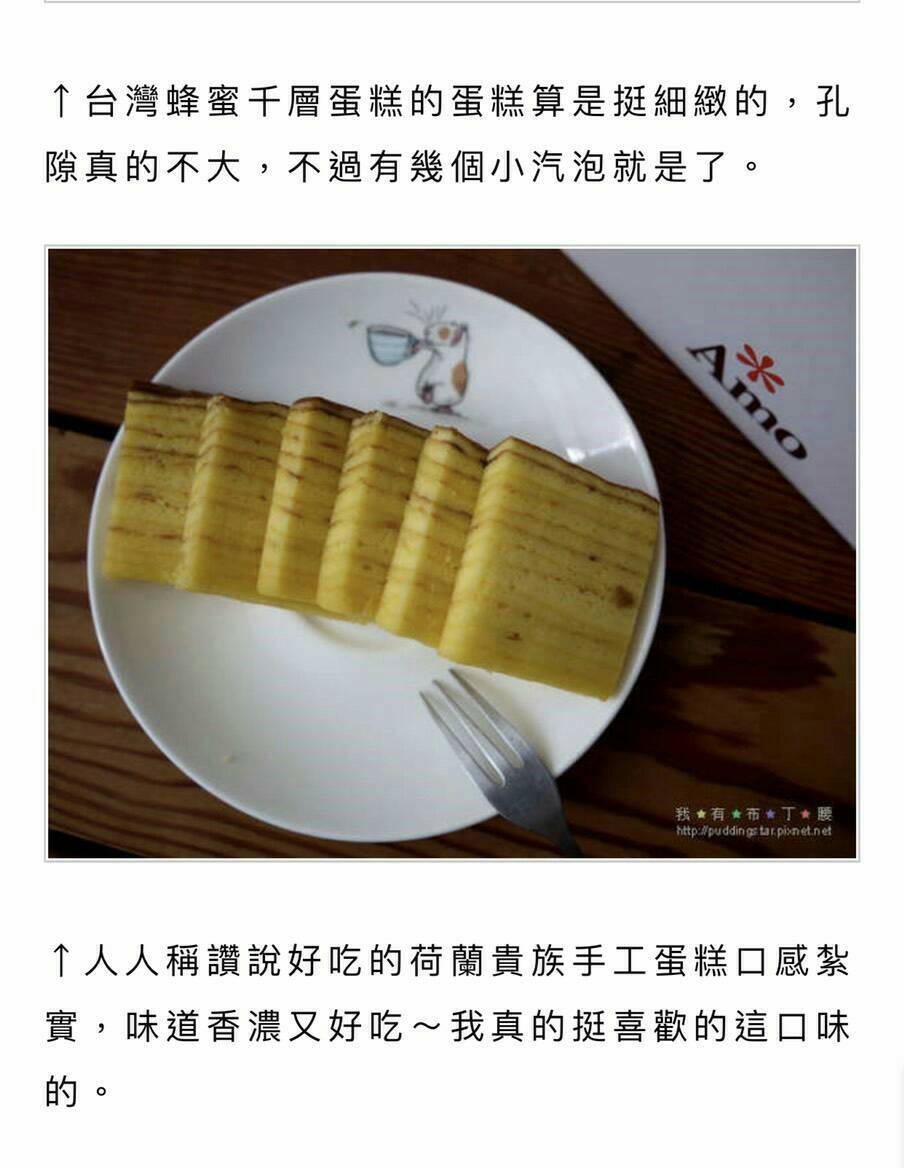 ↑台灣蜂蜜千層蛋糕的蛋糕算是挺細緻的，孔
隙真的不大，不過有幾個小汽泡就是了。
Amo
我★有★布★丁★腰
http://puddingstar.pixnet.net
↑人人稱讚說好吃的荷蘭貴族手工蛋糕口感紮
實，味道香濃又好吃～我真的挺喜歡的這口味
的。